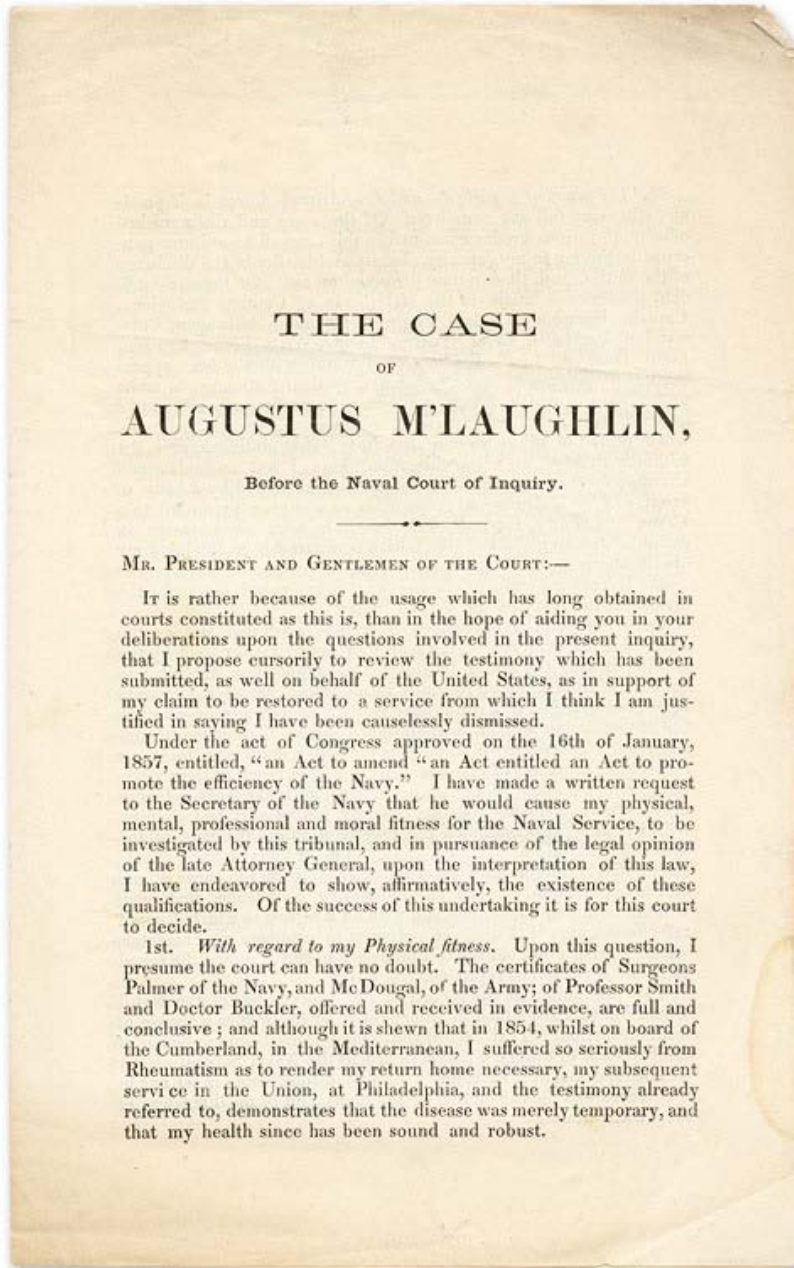 THE CASE
OF
AUGUSTUS M'LAUGHLIN,
Before the Naval Court of Inquiry.
MR. PRESIDENT AND GENTLEMEN OF THE COURT:—
IT is rather because of the usage which has long obtained in
courts constituted as this is, than in the hope of aiding you in your
deliberations upon the questions involved in the present inquiry,
that I propose cursorily to review the testimony which has been
submitted, as well on behalf of the United States, as in support of
my claim to be restored to a service from which I think I am jus-
tified in saying I have been causelessly dismissed.
Under the act of Congress approved on the 16th of January,
1857, entitled, “an Act to amend “an Act entitled an Act to pro-
mote the efficiency of the Navy.” I have made a written request
to the Secretary of the Navy that he would cause my physical,
mental, professional and moral fitness for the Naval Service, to be
investigated by this tribunal, and in pursuance of the legal opinion
of the late Attorney General, upon the interpretation of this law,
I have endeavored to show, affirmatively, the existence of these
qualifications. Of the success of this undertaking it is for this court
to decide.
1st. With regard to my Physical fitness. Upon this question, I
presume the court can have no doubt. The certificates of Surgeons
Palmer of the Navy, and McDougal, of the Army; of Professor Smith
and Doctor Buckler, offered and received in evidence, are full and
conclusive ; and although it is shewn that in 1854, whilst on board of
the Cumberland, in the Mediterranean, I suffered so seriously from
Rheumatism as to render my return home necessary, my subsequent
servi ce in the Union, at Philadelphia, and the testimony already
referred to, demonstrates that the disease was merely temporary, and
that my health since has been sound and robust.